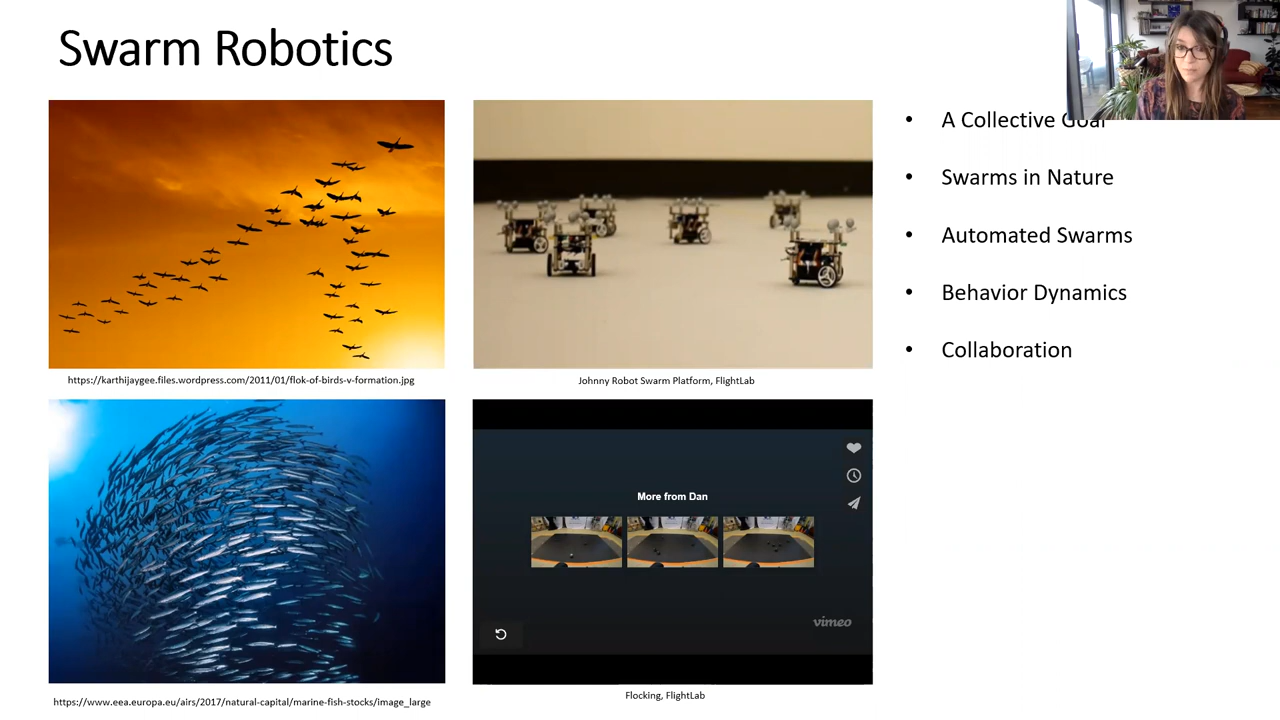 Swarm Robotics
https://karthijaygee.files.wordpress.com/2011/01/flok-of-birds-v-formation.jpg
Johnny Robot Swarm Platform, FlightLab
More from Dan
vimeo
https://www.eea.europa.eu/airs/2017/natural-capital/marine-fish-stocks/image_large
Flocking, FlightLab
• A Collective Goal
• Swarms in Nature
• Automated Swarms
• Behavior Dynamics
• Collaboration